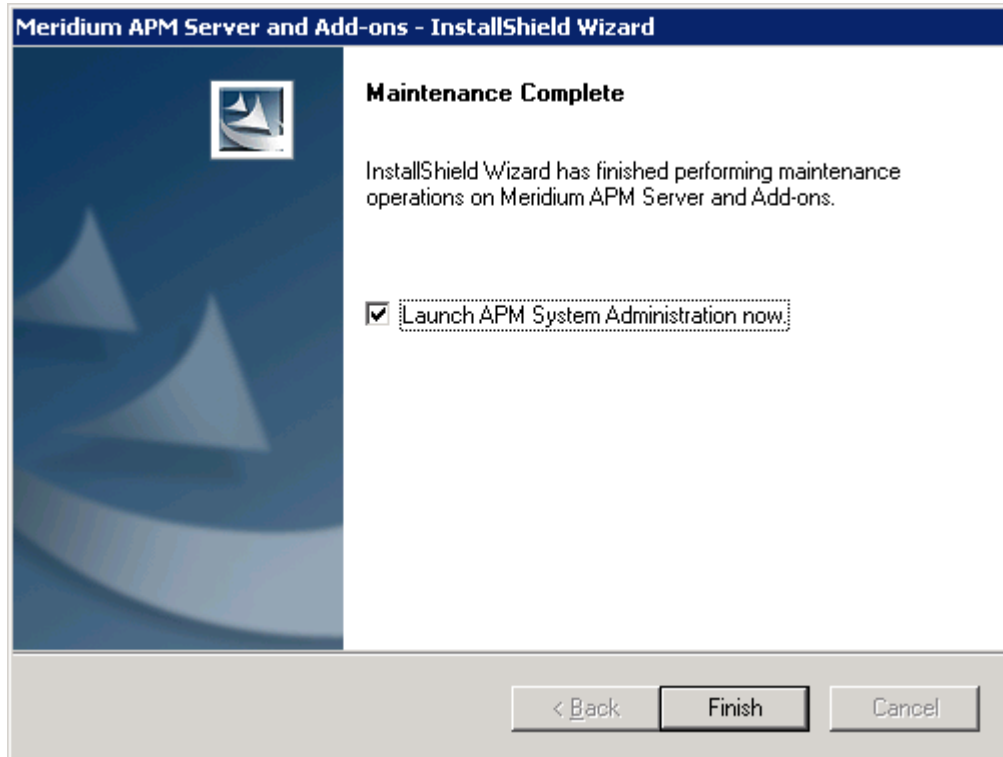 Meridium APM Server and Add-ons - InstallShield Wizard
Maintenance Complete
InstallShield Wizard has finished performing maintenance
operations on Meridium APM Server and Add-ons.
Launch APM System Administration now.
< Back
Finish
Cancel